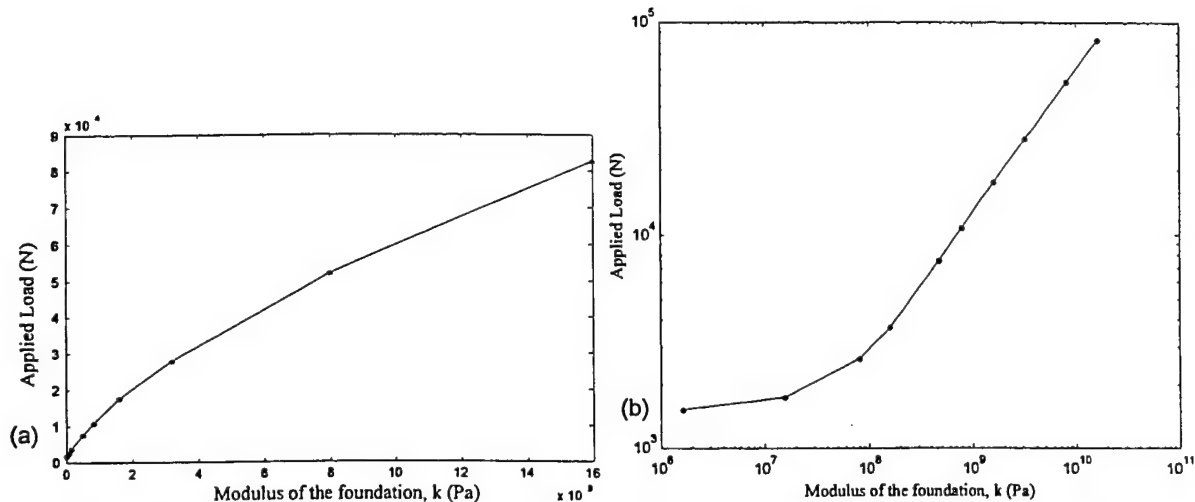 (a)
x 10⁴
9
8
7
6
5
4
3
2
1
0
Applied Load (N)
0 2 4 6 8 10 12 14 16
Modulus of the foundation, k (Pa)
x 10⁹
(b)
10⁵
10⁴
10³
Applied Load (N)
10⁶ 10⁷ 10⁸ 10⁹ 10¹⁰ 10¹¹
Modulus of the foundation, k (Pa)